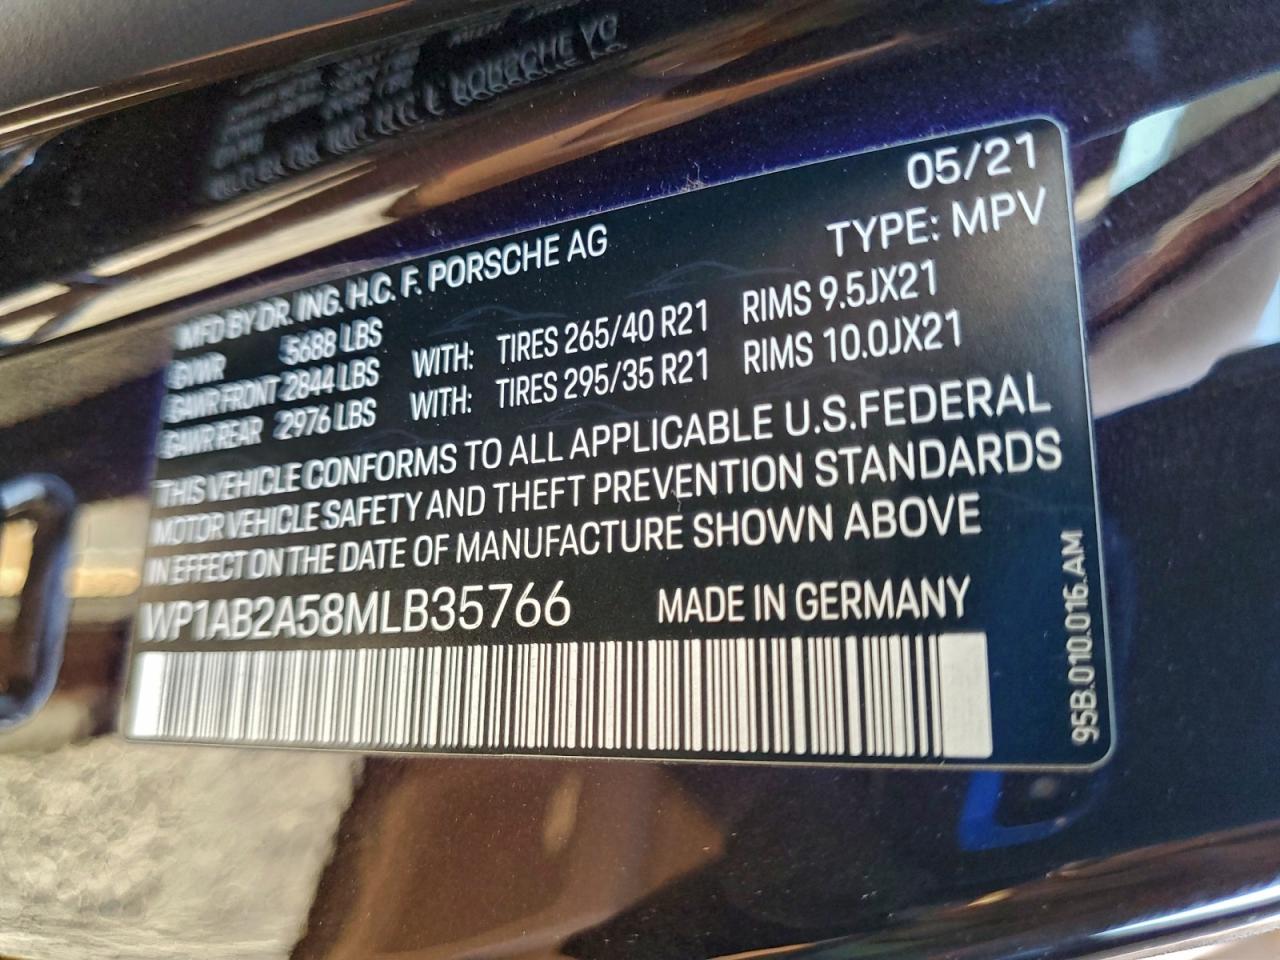 05/21
MFD BY DR. ING. H.C. F. PORSCHE AG TYPE: MPV
GVWR 5688 LBS
GAWR FRONT 2844 LBS WITH: TIRES 265/40 R21 RIMS 9.5JX21
GAWR REAR 2976 LBS WITH: TIRES 295/35 R21 RIMS 10.0JX21
THIS VEHICLE CONFORMS TO ALL APPLICABLE U.S.FEDERAL
MOTOR VEHICLE SAFETY AND THEFT PREVENTION STANDARDS
IN EFFECT ON THE DATE OF MANUFACTURE SHOWN ABOVE
WP1AB2A58MLB35766 MADE IN GERMANY
95B.010.016.AM